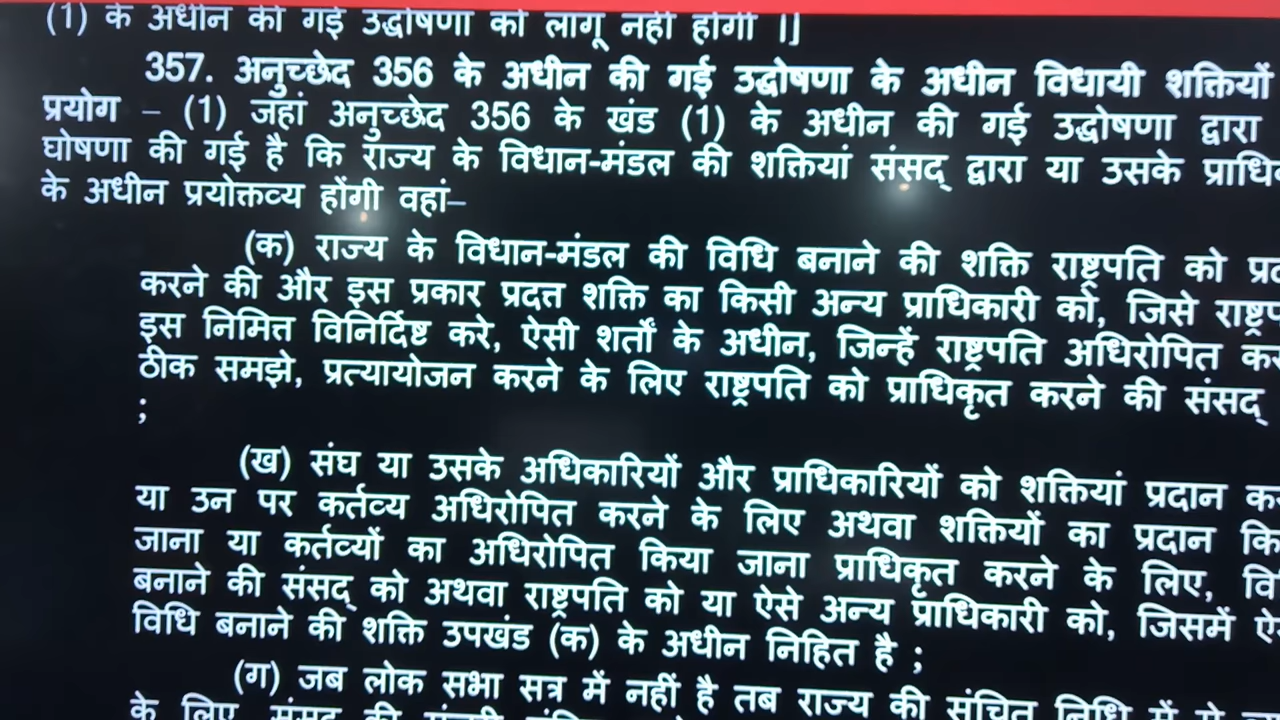 (1) के अधीन की गई उद्घोषणा को लागू नहीं होगी ।]
357. अनुच्छेद 356 के अधीन की गई उद्घोषणा के अधीन विधायी शक्तियों
प्रयोग – (1) जहां अनुच्छेद 356 के खंड (1) के अधीन की गई उद्घोषणा द्वारा
घोषणा की गई है कि राज्य के विधान-मंडल की शक्तियां संसद् द्वारा या उसके
के अधीन प्रयोक्तव्य होंगी वहां–
(क) राज्य के विधान-मंडल की विधि बनाने की शक्ति राष्ट्रपति को
करने की और इस प्रकार प्रदत्त शक्ति का किसी अन्य प्राधिकारी को, जिसे
इस निमित्त विनिर्दिष्ट करे, ऐसी शर्तों के अधीन, जिन्हें राष्ट्रपति अधिरोपित
ठीक समझे, प्रत्यायोजन करने के लिए राष्ट्रपति को प्राधिकृत करने की संसद्
;
(ख) संघ या उसके अधिकारियों और प्राधिकारियों को शक्तियां प्रदान
या उन पर कर्तव्य अधिरोपित करने के लिए अथवा शक्तियों का प्रदान
जाना या कर्तव्यों का अधिरोपित किया जाना प्राधिकृत करने के लिए,
बनाने की संसद् को अथवा राष्ट्रपति को या ऐसे अन्य प्राधिकारी को, जिसमें
विधि बनाने की शक्ति उपखंड (क) के अधीन निहित है ;
(ग) जब लोक सभा सत्र में नहीं है तब राज्य की संचित निधि में से
के लिए संसद् की मंजूरी